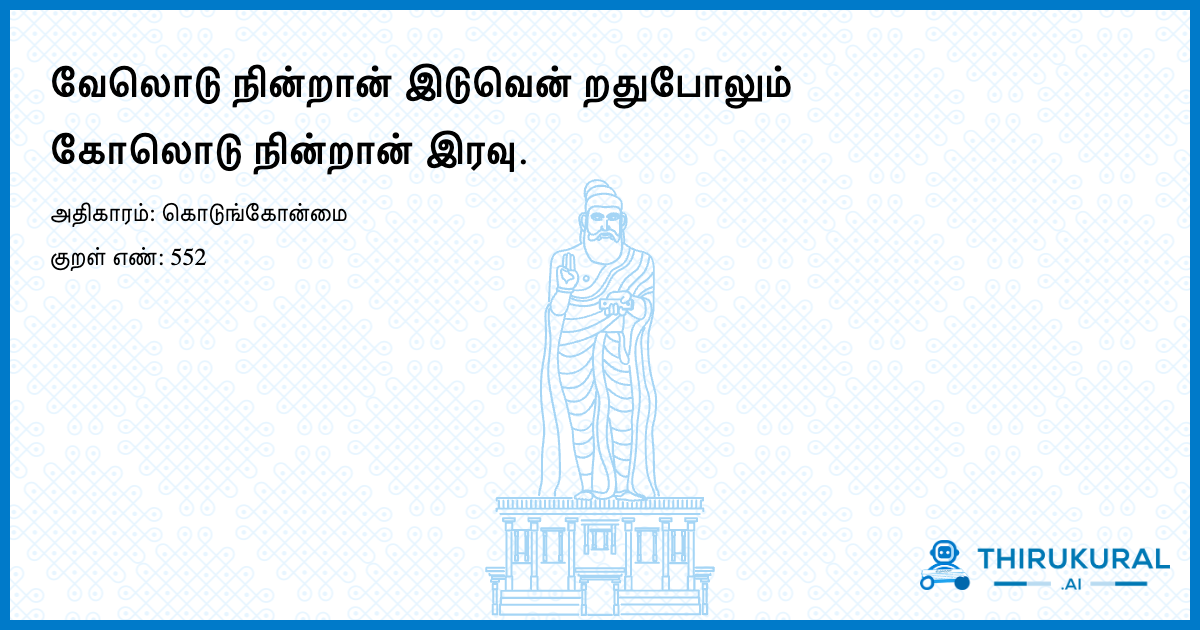 வேலொடு நின்றான் இடுவென் றதுபோலும்
கோலொடு நின்றான் இரவு.
அதிகாரம்: கொடுங்கோன்மை
குறள் எண்: 552
THIRUKURAL
.AI